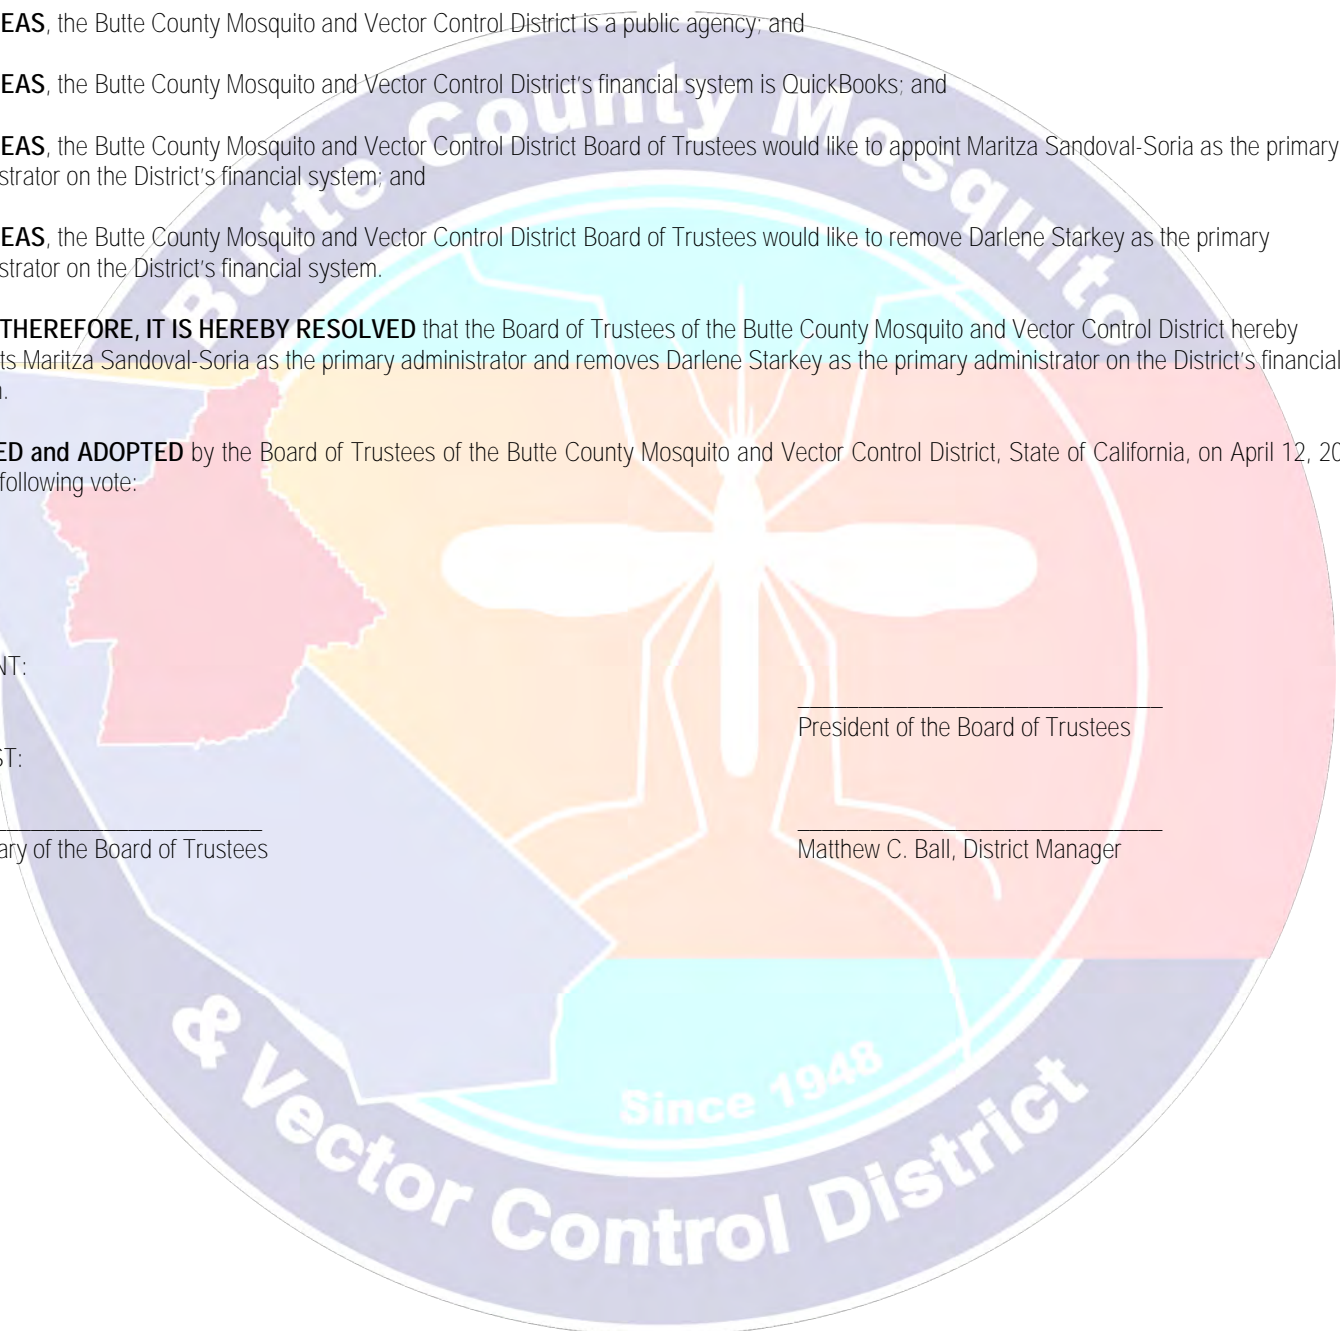 EAS, the Butte County Mosquito and Vector Control District is a public agency; and
EAS, the Butte County Mosquito and Vector Control District's financial system is QuickBooks; and
EAS, the Butte County Mosquito and Vector Control District Board of Trustees would like to appoint Maritza Sandoval-Soria as the primary
strator on the District's financial system; and
EAS, the Butte County Mosquito and Vector Control District Board of Trustees would like to remove Darlene Starkey as the primary
strator on the District's financial system.
THEREFORE, IT IS HEREBY RESOLVED that the Board of Trustees of the Butte County Mosquito and Vector Control District hereby
ts Maritza Sandoval-Soria as the primary administrator and removes Darlene Starkey as the primary administrator on the District's financial
.
ED and ADOPTED by the Board of Trustees of the Butte County Mosquito and Vector Control District, State of California, on April 12, 20
following vote:
NT:
President of the Board of Trustees
ST:
ary of the Board of Trustees
Matthew C. Ball, District Manager
Butte County Mosquito
& Vector Control District
Since 1948